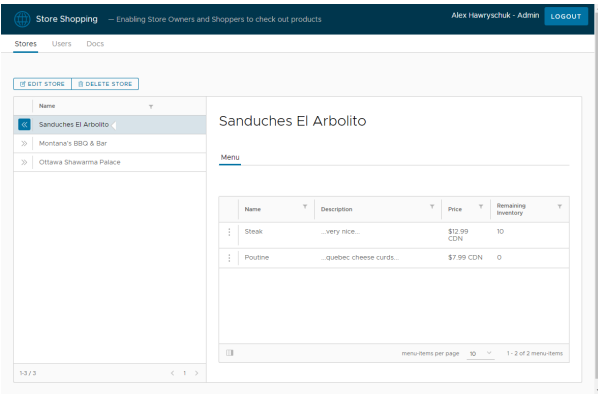 Store Shopping — Enabling Store Owners and Shoppers to check out products
Alex Hawryschuk - Admin LOGOUT
Stores Users Docs
EDIT STORE DELETE STORE
Name
Sanduches El Arbolito
Montana's BBQ & Bar
Ottawa Shawarma Palace
1-3 / 3
1
Sanduches El Arbolito
Menu
Name Description Price Remaining Inventory
Steak ...very nice... $12.99 CDN 10
Poutine ...quebec cheese curds... $7.99 CDN 0
menu-items per page 10 1 - 2 of 2 menu-items